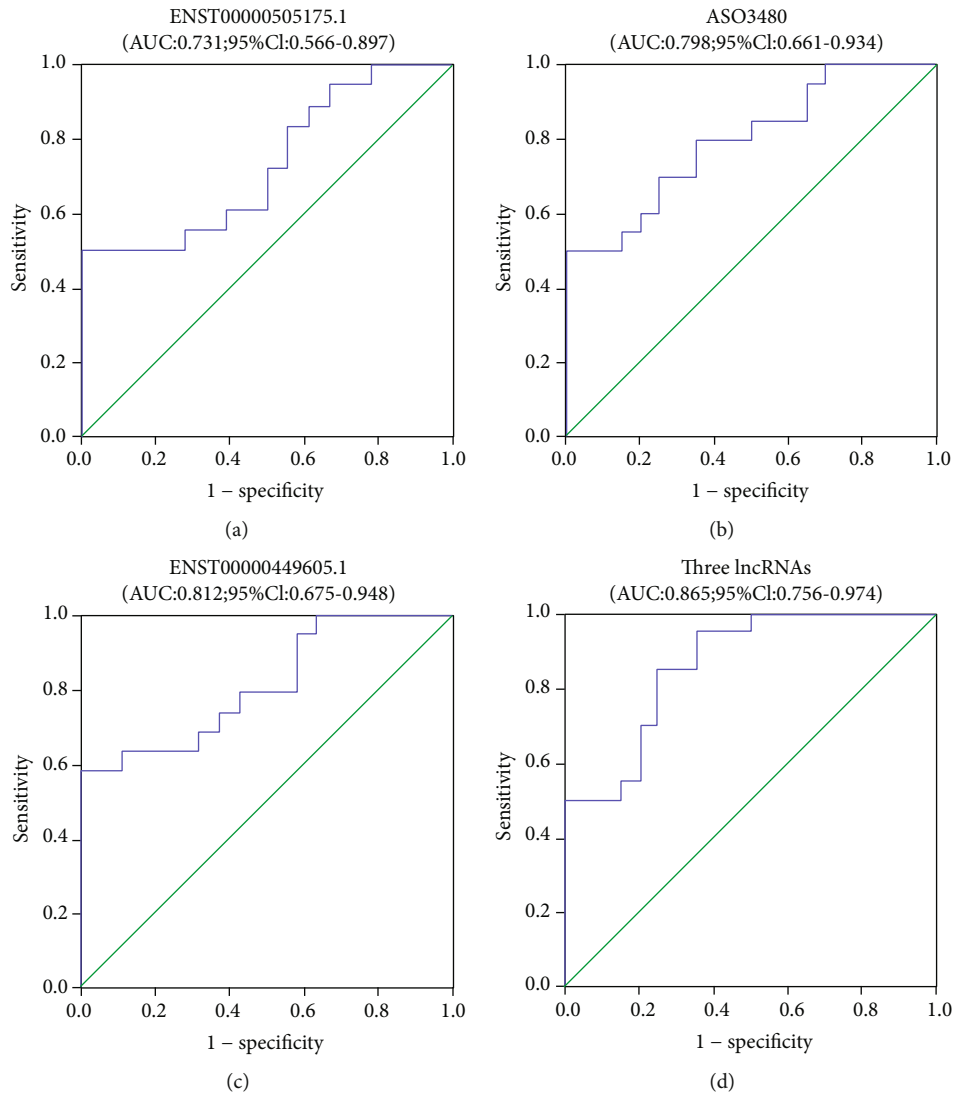 ENST00000505175.1
(AUC:0.731;95%Cl:0.566-0.897)
1.0
0.8
0.6
0.4
0.2
0.0
Sensitivity
0.0 0.2 0.4 0.6 0.8 1.0
1 − specificity
(a)
ASO3480
(AUC:0.798;95%Cl:0.661-0.934)
1.0
0.8
0.6
0.4
0.2
0.0
Sensitivity
0.0 0.2 0.4 0.6 0.8 1.0
1 − specificity
(b)
ENST00000449605.1
(AUC:0.812;95%Cl:0.675-0.948)
1.0
0.8
0.6
0.4
0.2
0.0
Sensitivity
0.0 0.2 0.4 0.6 0.8 1.0
1 − specificity
(c)
Three lncRNAs
(AUC:0.865;95%Cl:0.756-0.974)
1.0
0.8
0.6
0.4
0.2
0.0
Sensitivity
0.0 0.2 0.4 0.6 0.8 1.0
1 − specificity
(d)